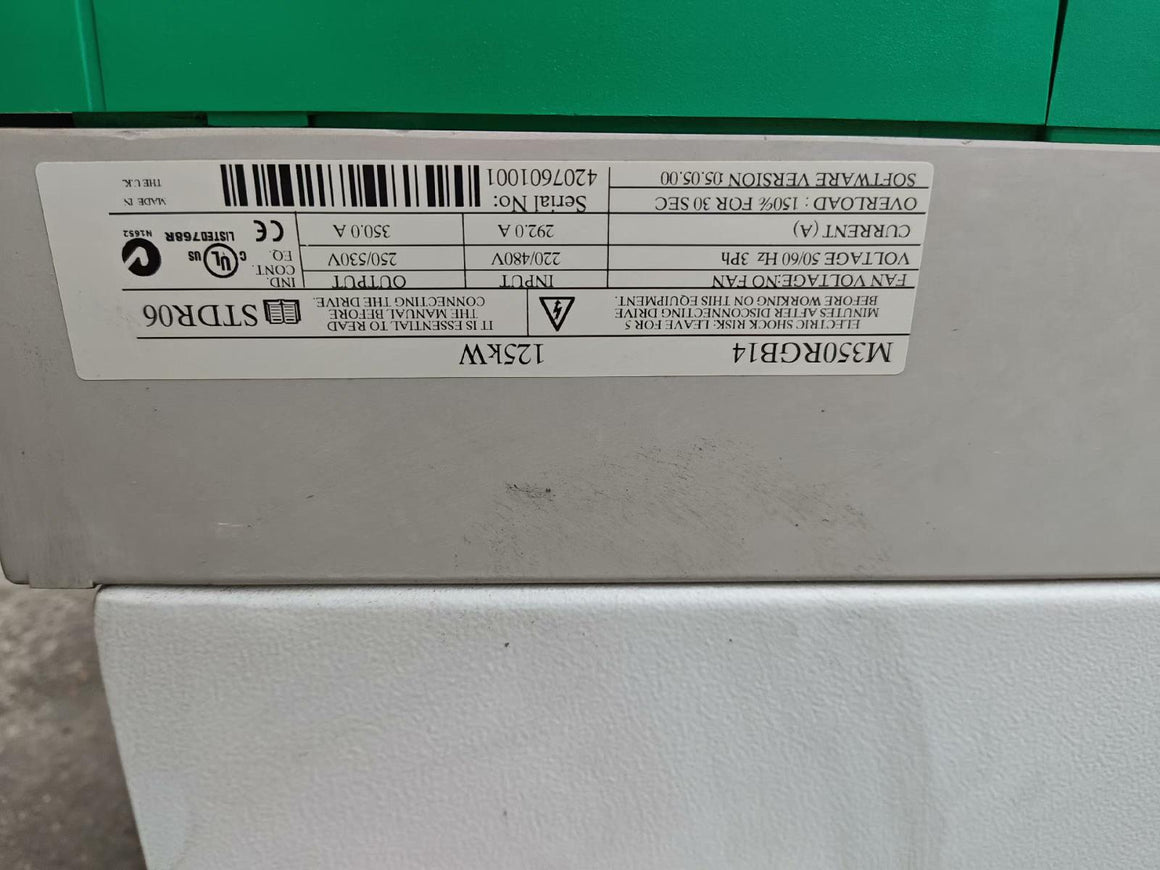 M350RGB14 125kW
ELECTRIC SHOCK RISK: LEAVE FOR 5
MINUTES AFTER DISCONNECTING DRIVE
BEFORE WORKING ON THIS EQUIPMENT.
IT IS ESSENTIAL TO READ
THE MANUAL BEFORE
CONNECTING THE DRIVE.
STDR06
FAN VOLTAGE:NO FAN INPUT OUTPUT
VOLTAGE 50/60 Hz 3Ph 220/480V 250/530V
CURRENT (A) 292.0 A 350.0 A
OVERLOAD : 150% FOR 30 SEC
SOFTWARE VERSION 05.05.00
Serial No:
4207601001
IND.
CONT.
EQ.
C UL US
LISTED 768R
CE
N1652
MADE IN
THE U.K.